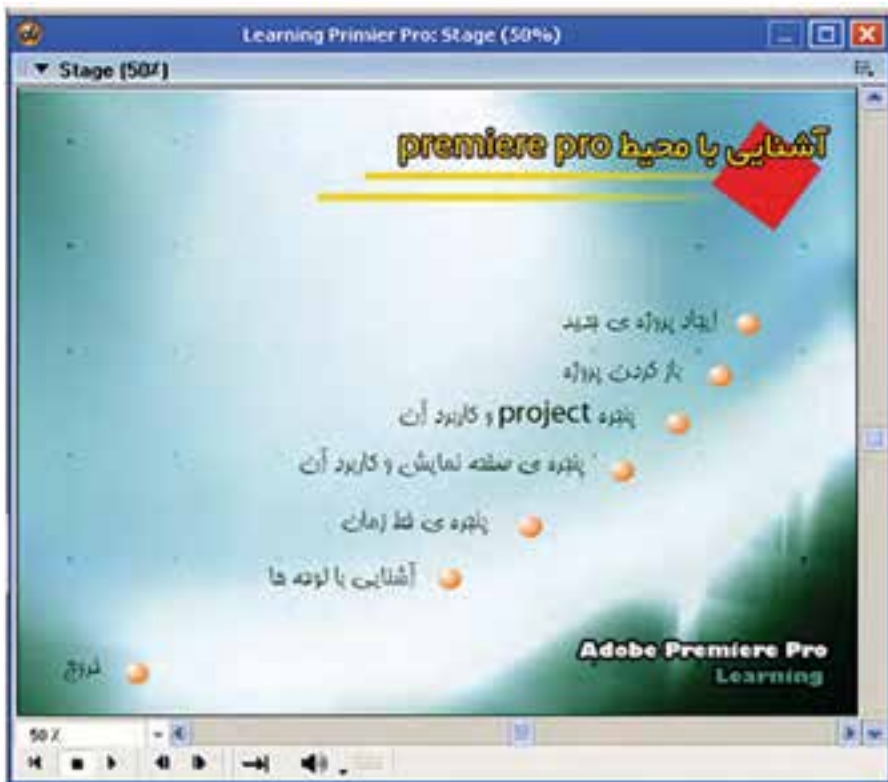 Learning Primier Pro: Stage (50%)
Stage (50%)
آشنایی با محیط premiere pro
ایجاد پروژه ی جدید
باز کردن پروژه
پنجره project و کاربرد آن
پنجره ی صفحه نمایش و کاربرد آن
پنجره ی خط زمان
آشنایی با لوحه ها
خروج
Adobe Premiere Pro
Learning
50 %